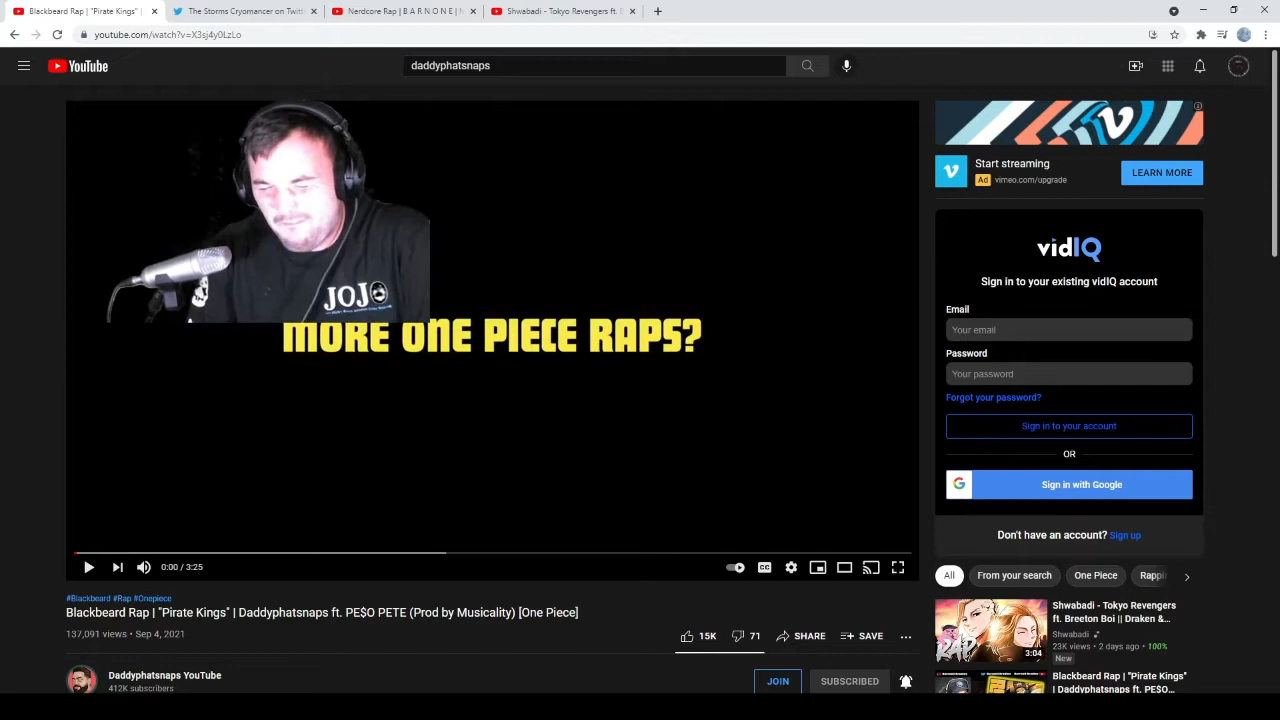 Blackbeard Rap | "Pirate Kings" |
The Storms Cryomancer on Twitt
Nerdcore Rap | B A R N O N E | N
Shwabadi - Tokyo Revengers ft. B
youtube.com/watch?v=X3sj4y0LzLo
YouTube
daddyphatsnaps
JOJO
MORE ONE PIECE RAPS?
Start streaming
Ad vimeo.com/upgrade
LEARN MORE
vidIQ
Sign in to your existing vidIQ account
Email
Your email
Password
Your password
Forgot your password?
Sign in to your account
OR
Sign in with Google
Don't have an account? Sign up
0:00 / 3:25
CC
#Blackbeard #Rap #Onepiece
Blackbeard Rap | "Pirate Kings" | Daddyphatsnaps ft. PE$O PETE (Prod by Musicality) [One Piece]
137,091 views • Sep 4, 2021
15K
71
SHARE
SAVE
Daddyphatsnaps YouTube
412K subscribers
JOIN
SUBSCRIBED
All
From your search
One Piece
Rappi
RAP
3:04
Shwabadi - Tokyo Revengers
ft. Breeton Boi || Draken &...
Shwabadi
23K views • 2 days ago • 100%
New
Blackbeard Rap | "Pirate Kings"
| Daddyphatsnaps ft. PE$O...